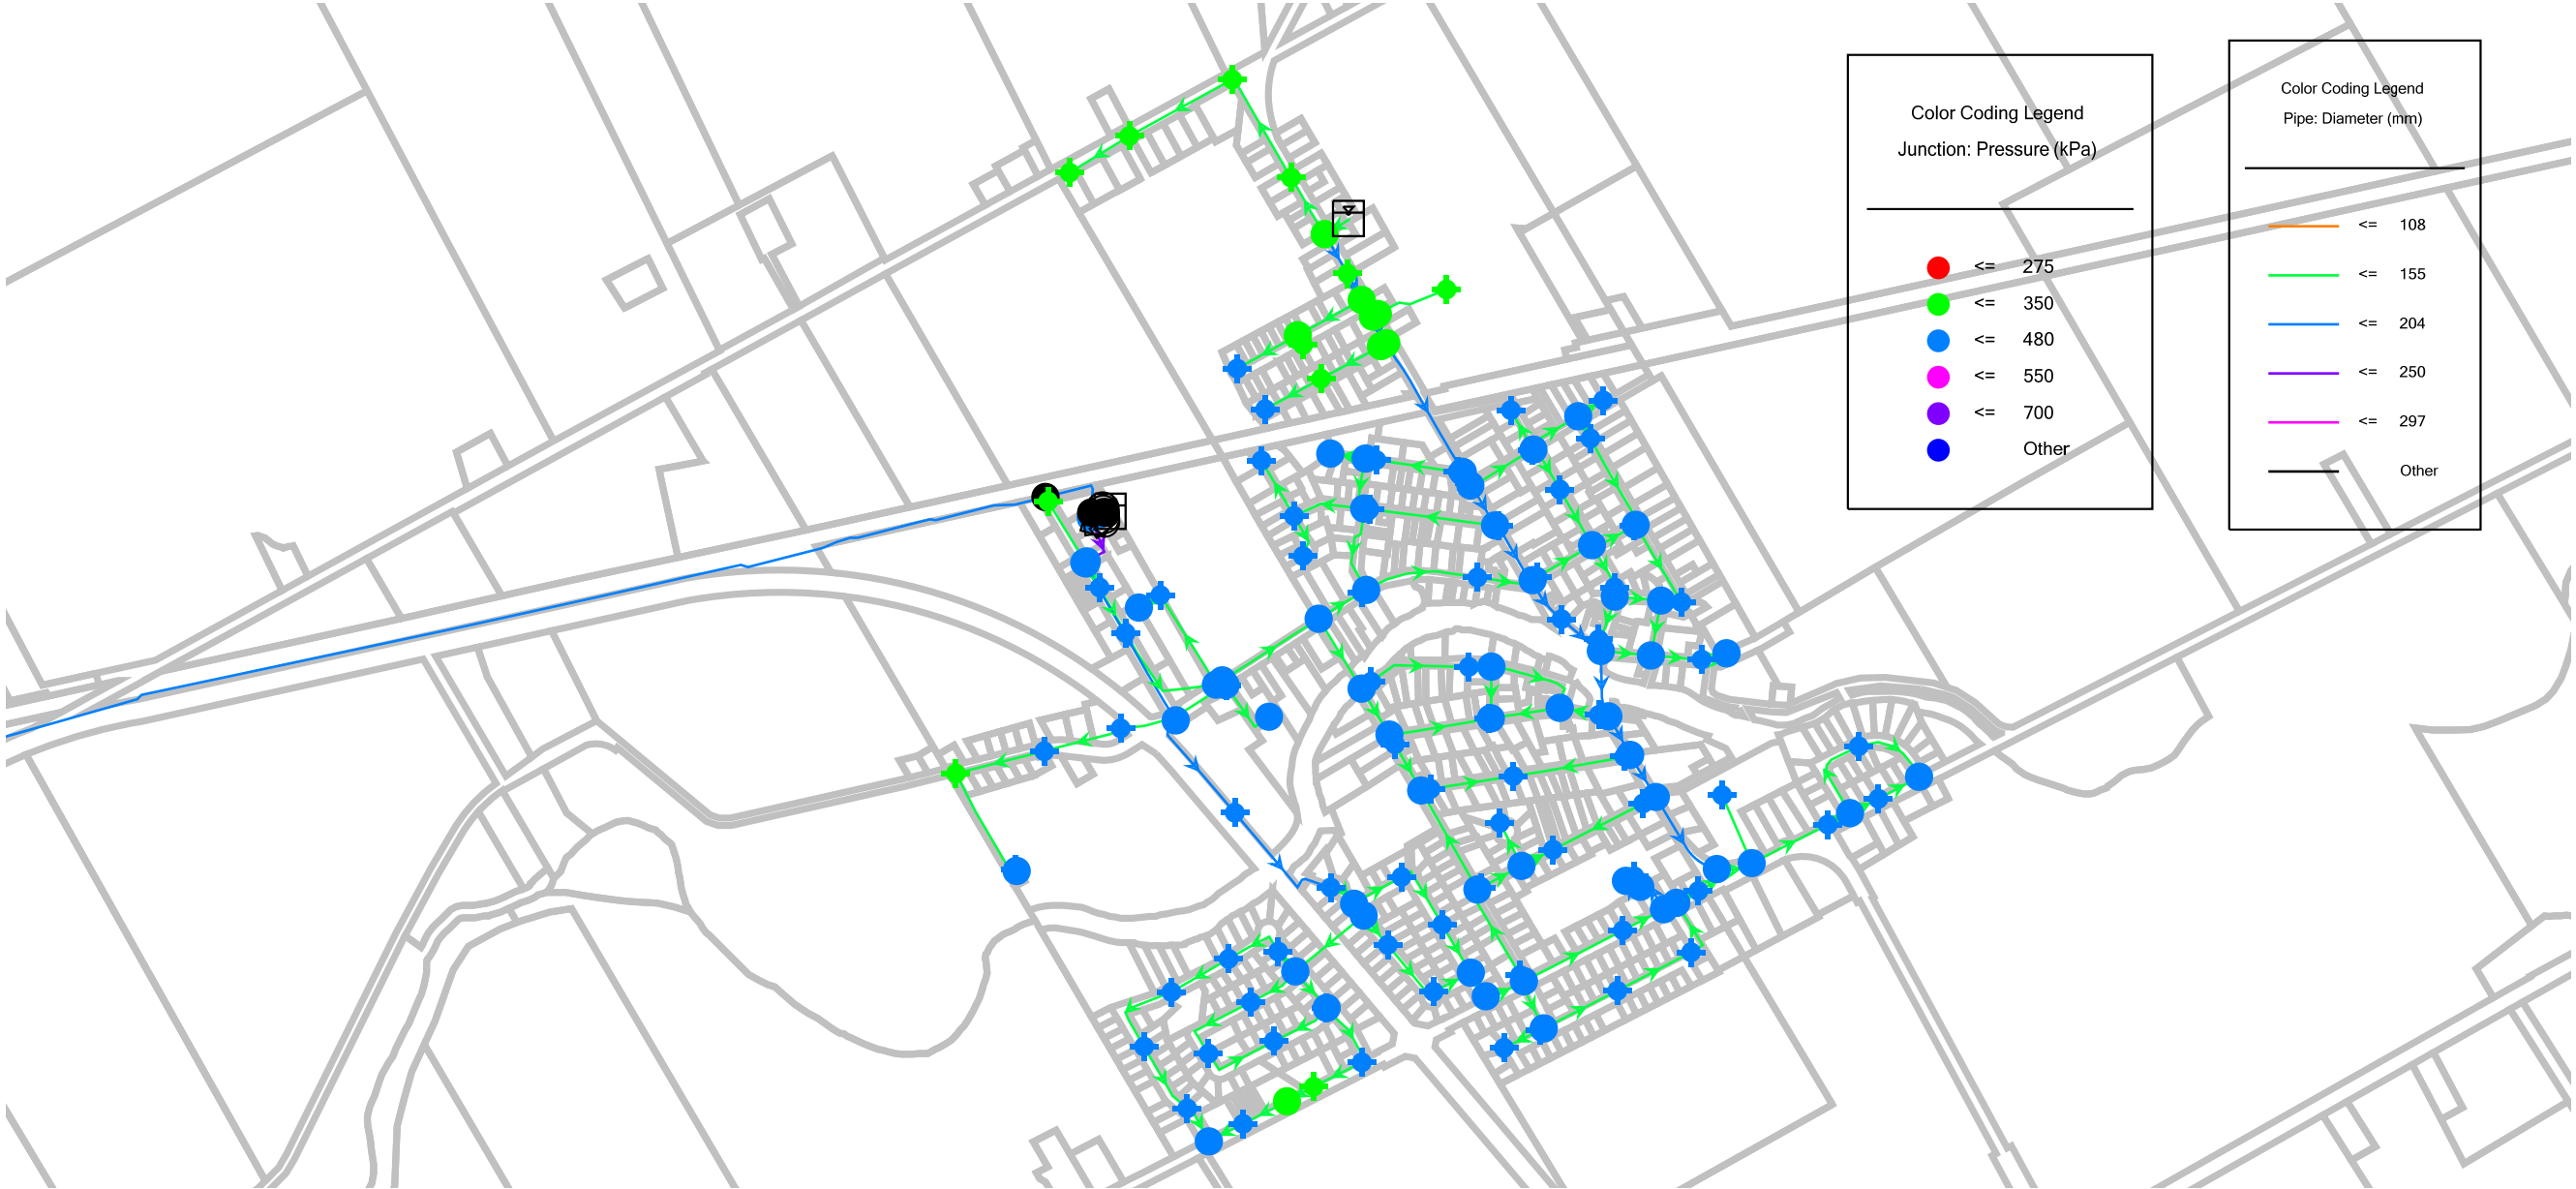 Color Coding Legend
Junction: Pressure (kPa)
<= 275
<= 350
<= 480
<= 550
<= 700
Other
Color Coding Legend
Pipe: Diameter (mm)
<= 108
<= 155
<= 204
<= 250
<= 297
Other